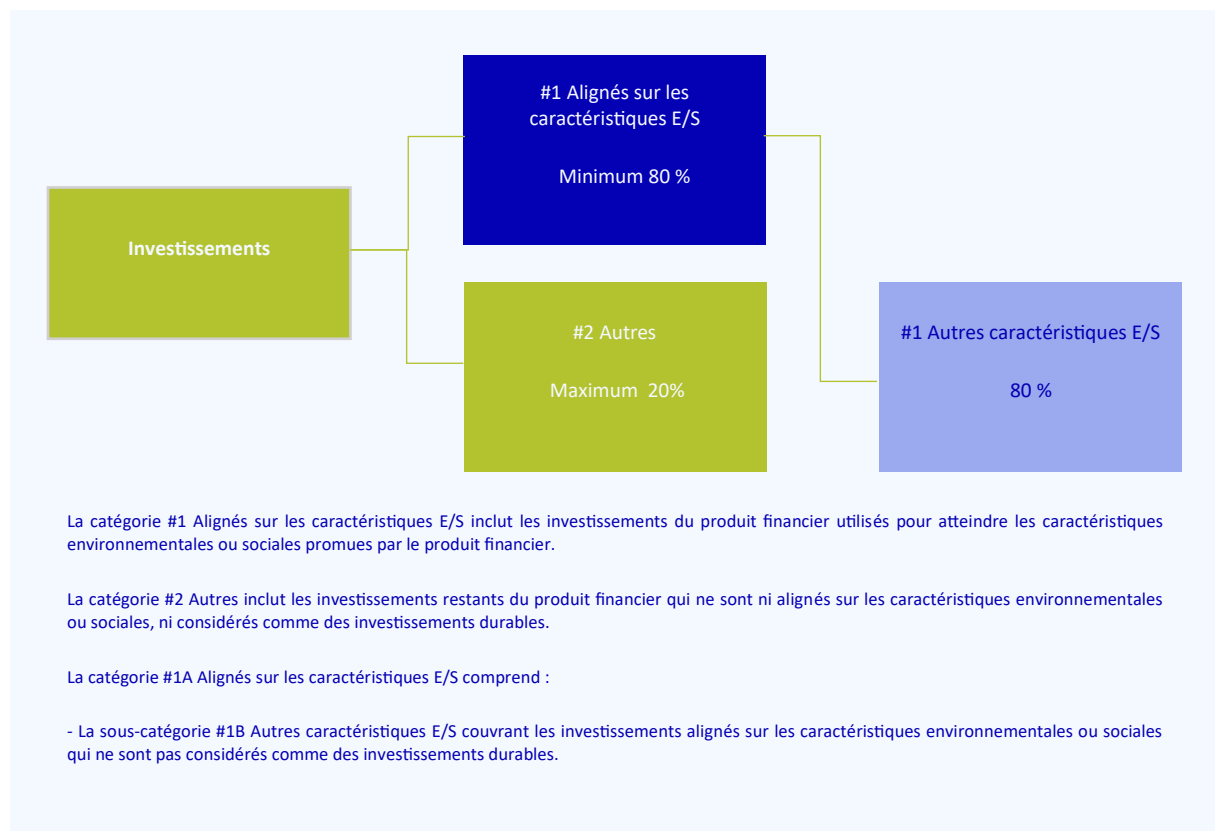 #1 Alignés sur les
caractéristiques E/S
Minimum 80 %
Investissements
#2 Autres
Maximum  20%
#1 Autres caractéristiques E/S
80 %
La catégorie #1 Alignés sur les caractéristiques E/S inclut les investissements du produit financier utilisés pour atteindre les caractéristiques
environnementales ou sociales promues par le produit financier.
La catégorie #2 Autres inclut les investissements restants du produit financier qui ne sont ni alignés sur les caractéristiques environnementales
ou sociales, ni considérés comme des investissements durables.
La catégorie #1A Alignés sur les caractéristiques E/S comprend :
- La sous-catégorie #1B Autres caractéristiques E/S couvrant les investissements alignés sur les caractéristiques environnementales ou sociales
qui ne sont pas considérés comme des investissements durables.